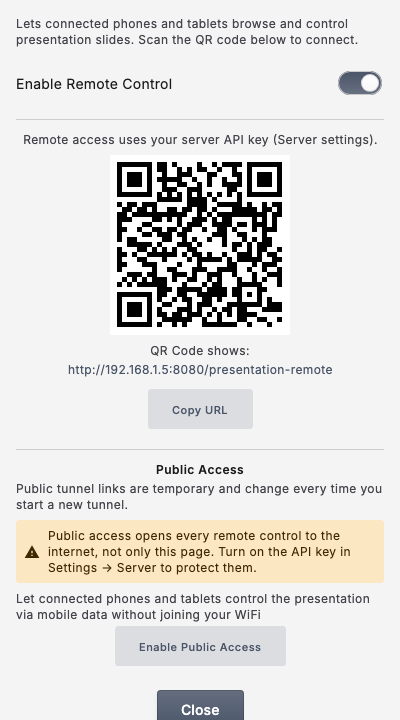 Lets connected phones and tablets browse and control
presentation slides. Scan the QR code below to connect.
Enable Remote Control
Remote access uses your server API key (Server settings).
QR Code shows:
http://192.168.1.5:8080/presentation-remote
Copy URL
Public Access
Public tunnel links are temporary and change every time you
start a new tunnel.
Public access opens every remote control to the
internet, not only this page. Turn on the API key in
Settings → Server to protect them.
Let connected phones and tablets control the presentation
via mobile data without joining your WiFi
Enable Public Access
Close